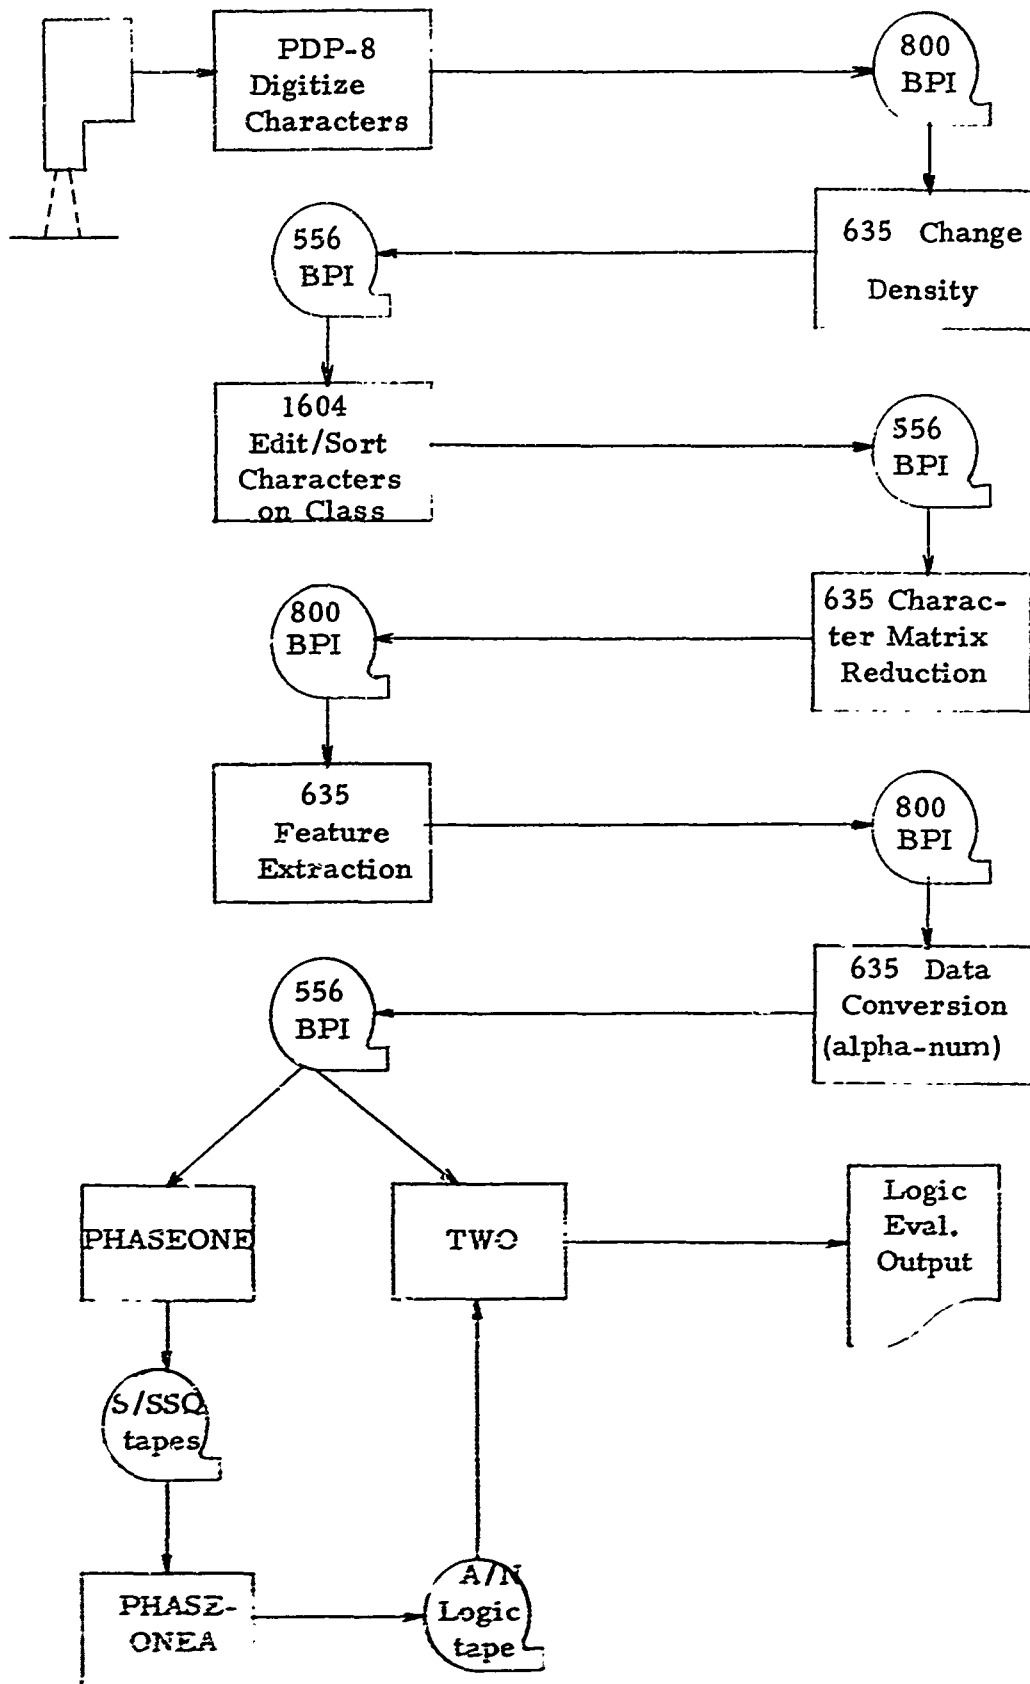 PDP-8
Digitize
Characters
800
BPI
635 Change
Density
556
BPI
1604
Edit/Sort
Characters
on Class
556
BPI
635 Charac-
ter Matrix
Reduction
800
BPI
635
Feature
Extraction
800
BPI
635 Data
Conversion
(alpha-num)
556
BPI
PHASEONE
TWO
Logic
Eval.
Output
S/SSQ
tapes
PHASE-
ONEA
A/N
Logic
tape